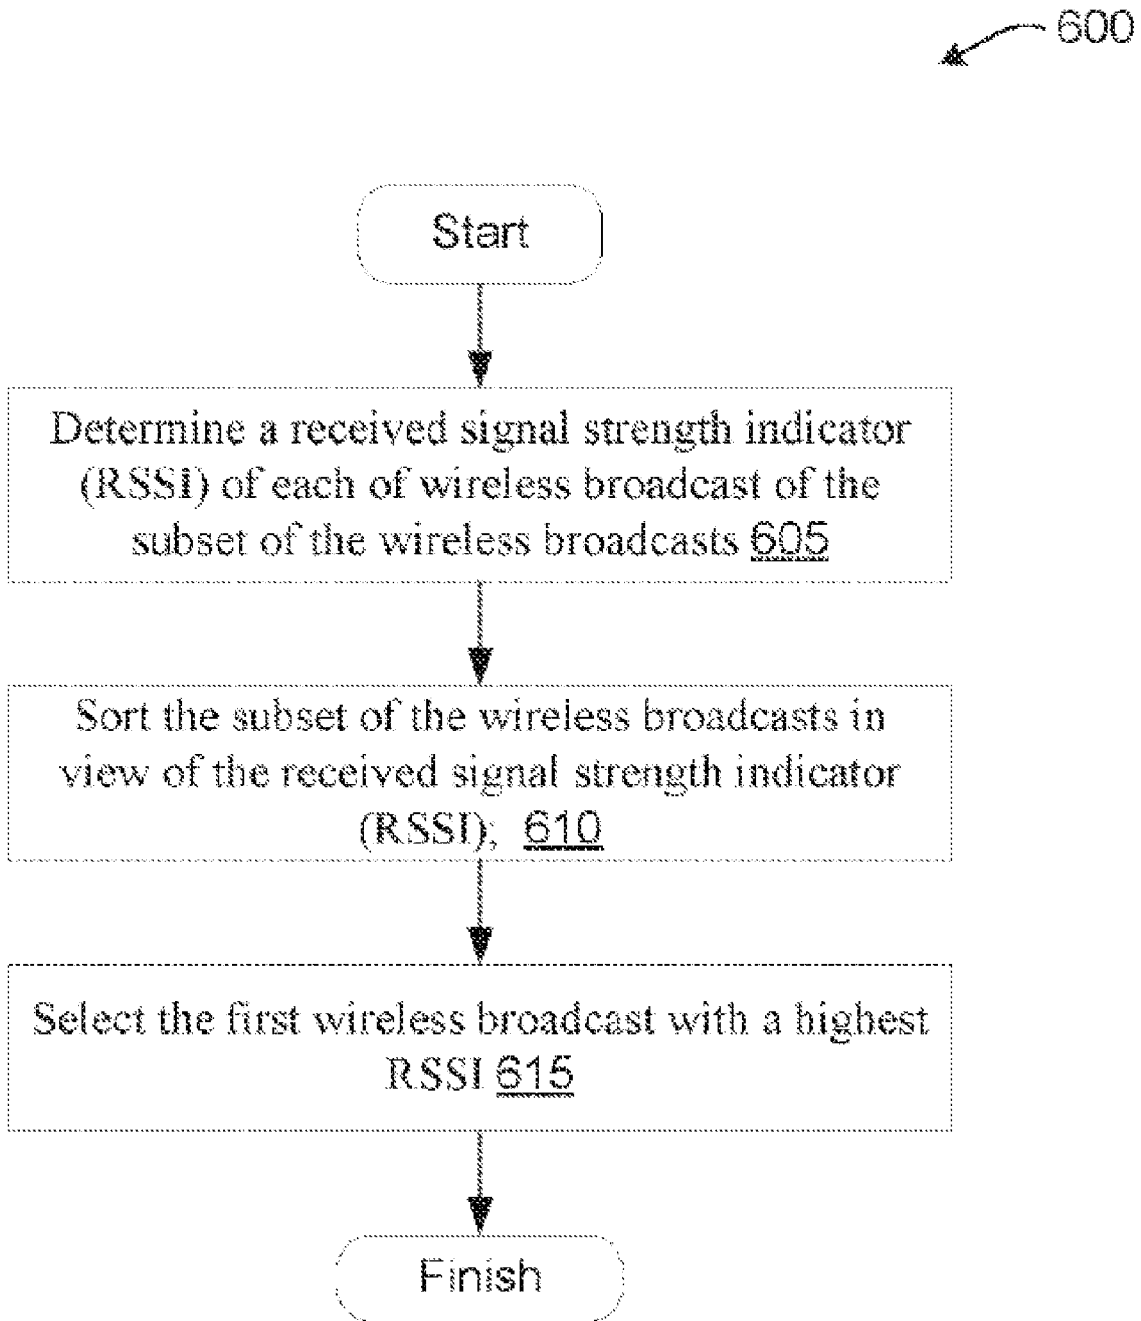 600
Start
Determine a received signal strength indicator
(RSSI) of each of wireless broadcast of the
subset of the wireless broadcasts 605
Sort the subset of the wireless broadcasts in
view of the received signal strength indicator
(RSSI); 610
Select the first wireless broadcast with a highest
RSSI 615
Finish